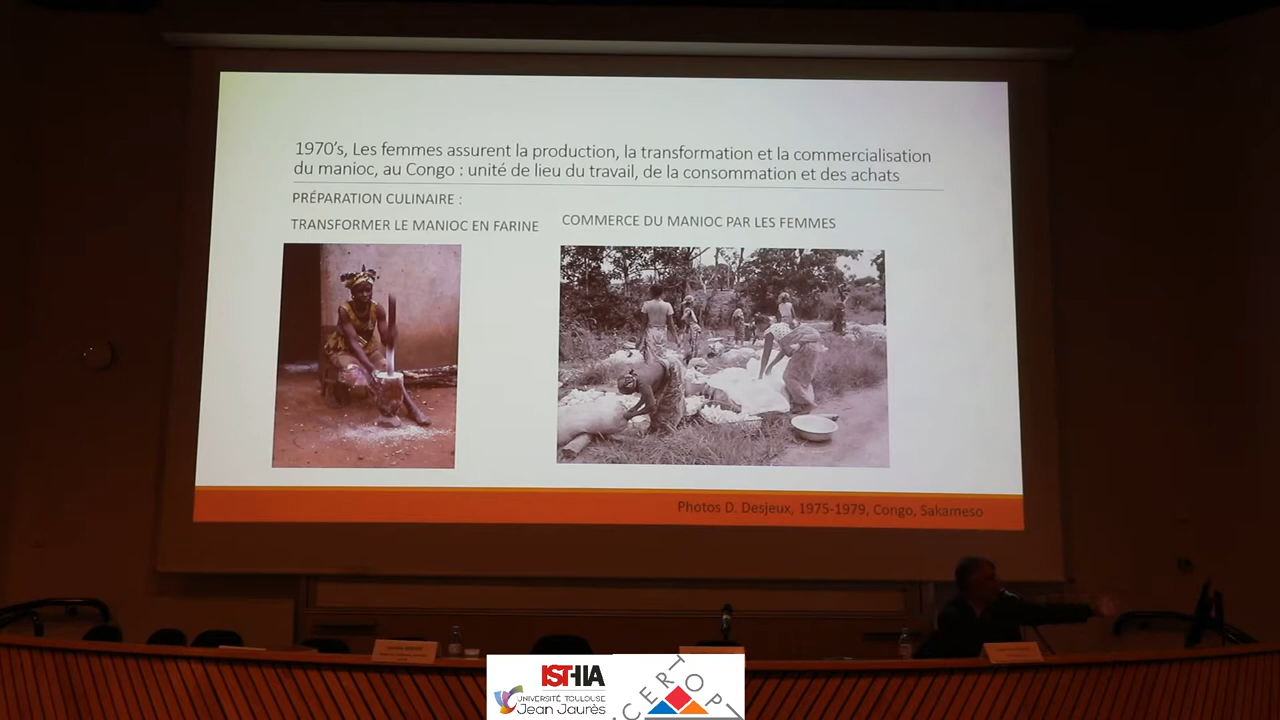 1970's, Les femmes assurent la production, la transformation et la commercialisation
du manioc, au Congo : unité de lieu du travail, de la consommation et des achats
PRÉPARATION CULINAIRE :
TRANSFORMER LE MANIOC EN FARINE
COMMERCE DU MANIOC PAR LES FEMMES
Photos D. Desjeux, 1975-1979, Congo, Sakameso
ISTHIA
UNIVERSITÉ TOULOUSE
Jean Jaurès
CERTOP